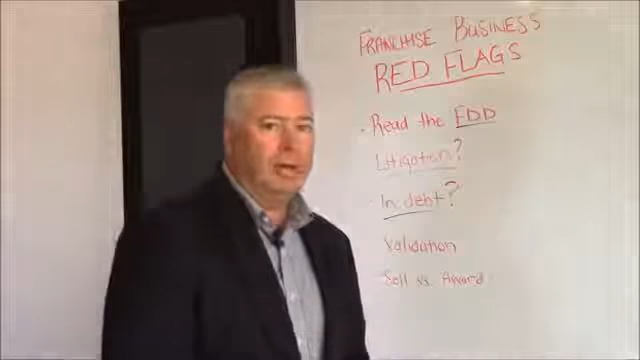 FRANCHISE BUSINESS
RED FLAGS
· Read the FDD
Litigation?
· In debt?
Validation
Sell vs. Award